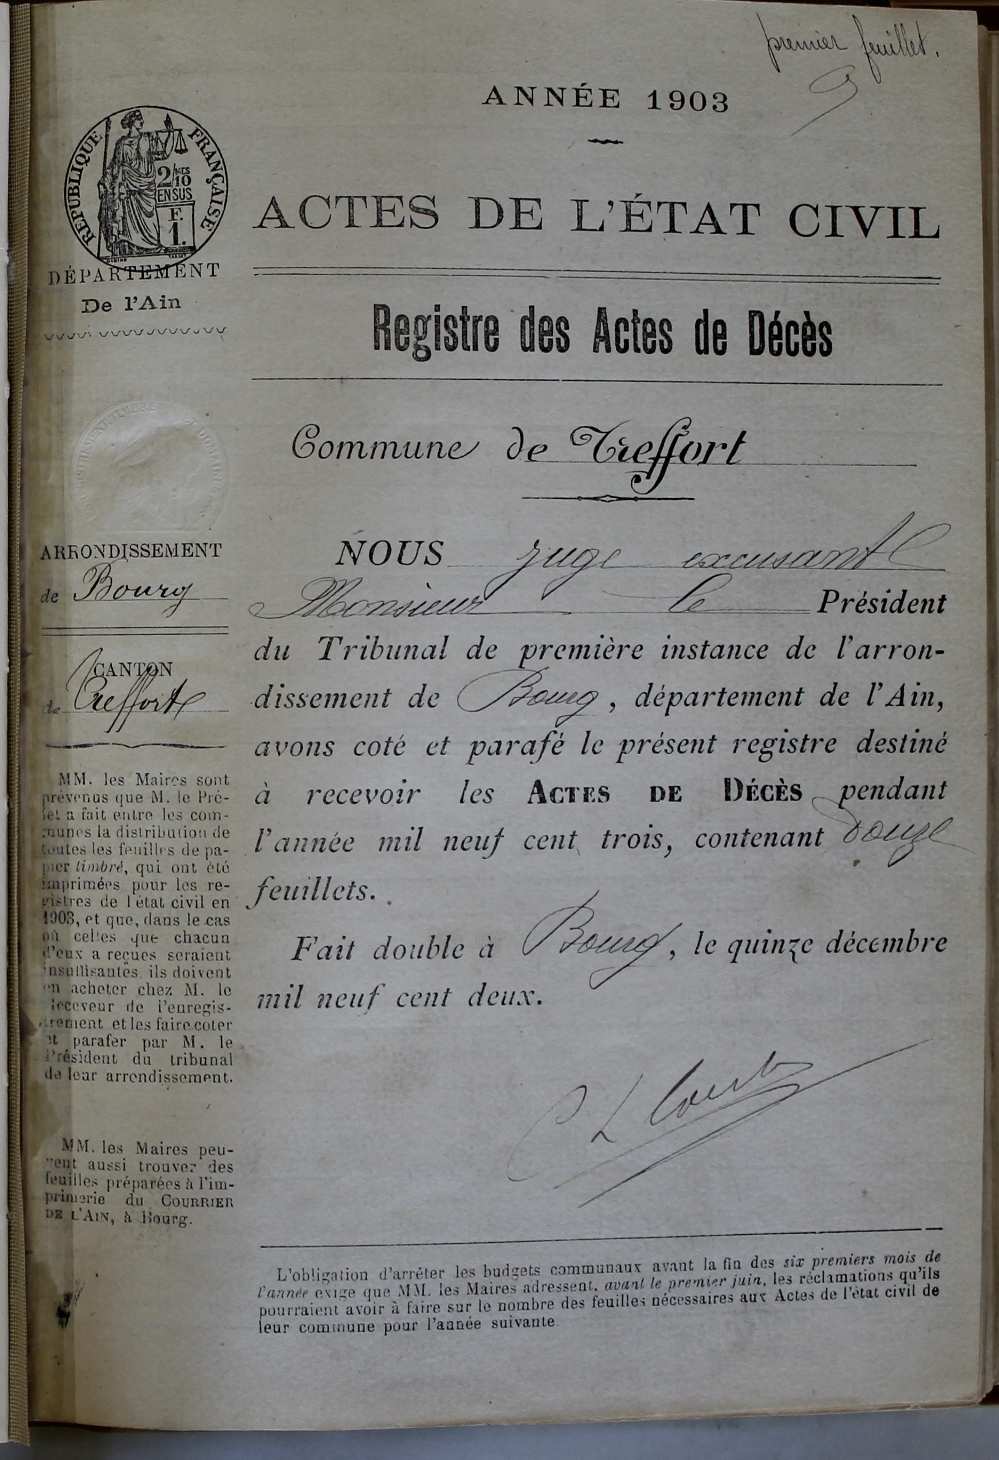 premier feuillet.
ANNÉE 1903
RÉPUBLIQUE FRANÇAISE
2/10
EN SUS
F.
1.
ACTES DE L'ÉTAT CIVIL
DÉPARTEMENT
De l'Ain
Registre des Actes de Décès
Commune de Treffort
ARRONDISSEMENT
de Bourg
CANTON
de Treffort
MM. les Maires sont
prévenus que M. le Pré-
fet a fait entre les com-
munes la distribution de
toutes les feuilles de pa-
pier timbré, qui ont été
imprimées pour les re-
gistres de l'état civil en
1903, et que, dans le cas
où celles que chacun
d'eux a reçues seraient
insuffisantes, ils doivent
en acheter chez M. le
Receveur de l'enregis-
trement et les faire coter
et parafer par M. le
Président du tribunal
de leur arrondissement.
MM. les Maires peu-
vent aussi trouver des
feuilles préparées à l'im-
primerie du COURRIER
DE L'AIN, à Bourg.
NOUS juge excusant
Monsieur le Président
du Tribunal de première instance de l'arron-
dissement de Bourg, département de l'Ain,
avons coté et parafé le présent registre destiné
à recevoir les ACTES DE DÉCÈS pendant
l'année mil neuf cent trois, contenant douze
feuillets.
Fait double à Bourg, le quinze décembre
mil neuf cent deux.
L'obligation d'arrêter les budgets communaux avant la fin des six premiers mois de
l'année exige que MM. les Maires adressent, avant le premier juin, les réclamations qu'ils
pourraient avoir à faire sur le nombre des feuilles nécessaires aux Actes de l'état civil de
leur commune pour l'année suivante.